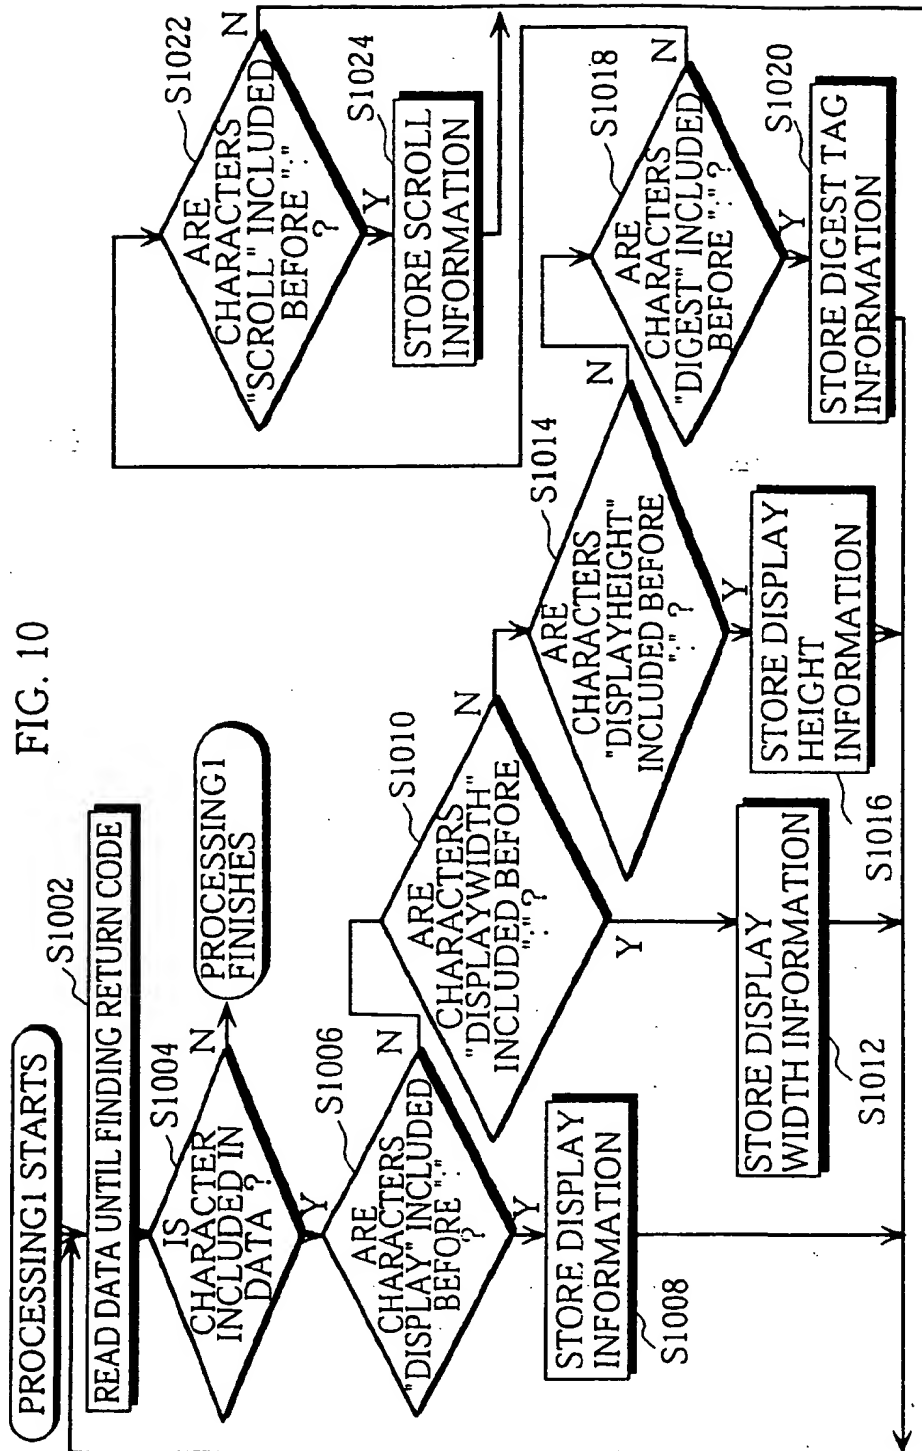 FIG. 10
PROCESSING1 STARTS
S1002
READ DATA UNTIL FINDING RETURN CODE
S1004
IS
CHARACTER
INCLUDED IN
DATA ?
N
PROCESSING1
FINISHES
Y
S1006
ARE
CHARACTERS
"DISPLAY" INCLUDED
BEFORE ":"
?
N
Y
STORE DISPLAY
INFORMATION
S1008
S1010
ARE
CHARACTERS
"DISPLAYWIDTH"
INCLUDED BEFORE
":" ?
N
Y
STORE DISPLAY
WIDTH INFORMATION
S1012
S1014
ARE
CHARACTERS
"DISPLAYHEIGHT"
INCLUDED BEFORE
":" ?
N
Y
STORE DISPLAY
HEIGHT
INFORMATION
S1016
S1018
ARE
CHARACTERS
"DIGEST" INCLUDED
BEFORE ":" ?
N
Y
S1020
STORE DIGEST TAG
INFORMATION
S1022
ARE
CHARACTERS
"SCROLL" INCLUDED
BEFORE ":"
?
N
Y
S1024
STORE SCROLL
INFORMATION